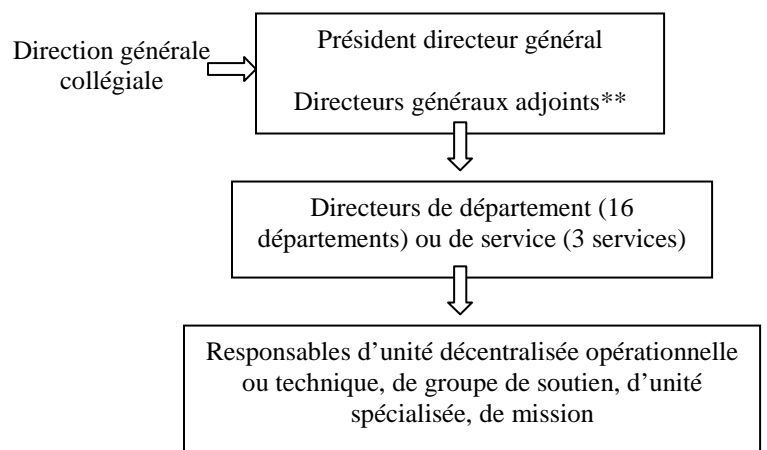 Direction générale
collégiale
Président directeur général
Directeurs généraux adjoints**
Directeurs de département (16
départements) ou de service (3 services)
Responsables d’unité décentralisée opérationnelle
ou technique, de groupe de soutien, d’unité
spécialisée, de mission